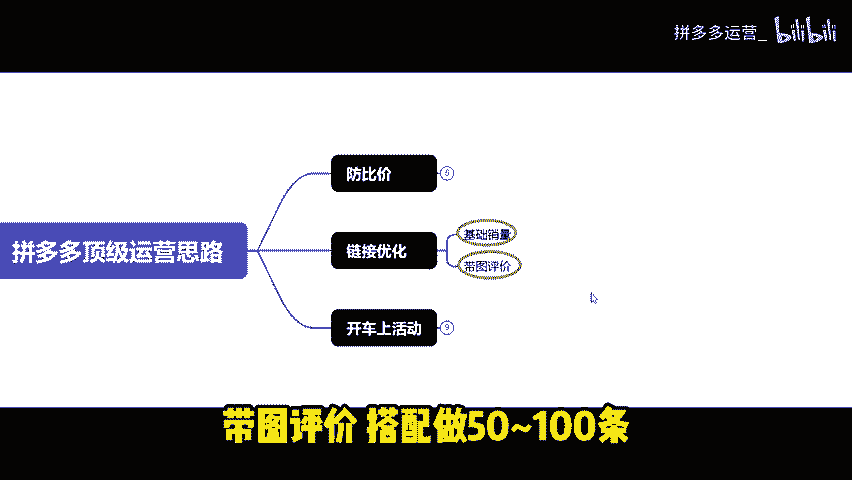 拼多多运营_ bilibili
防比价 6
拼多多顶级运营思路
链接优化
基础销量
带图评价
开车上活动 9
带图评价 搭配做50~100条